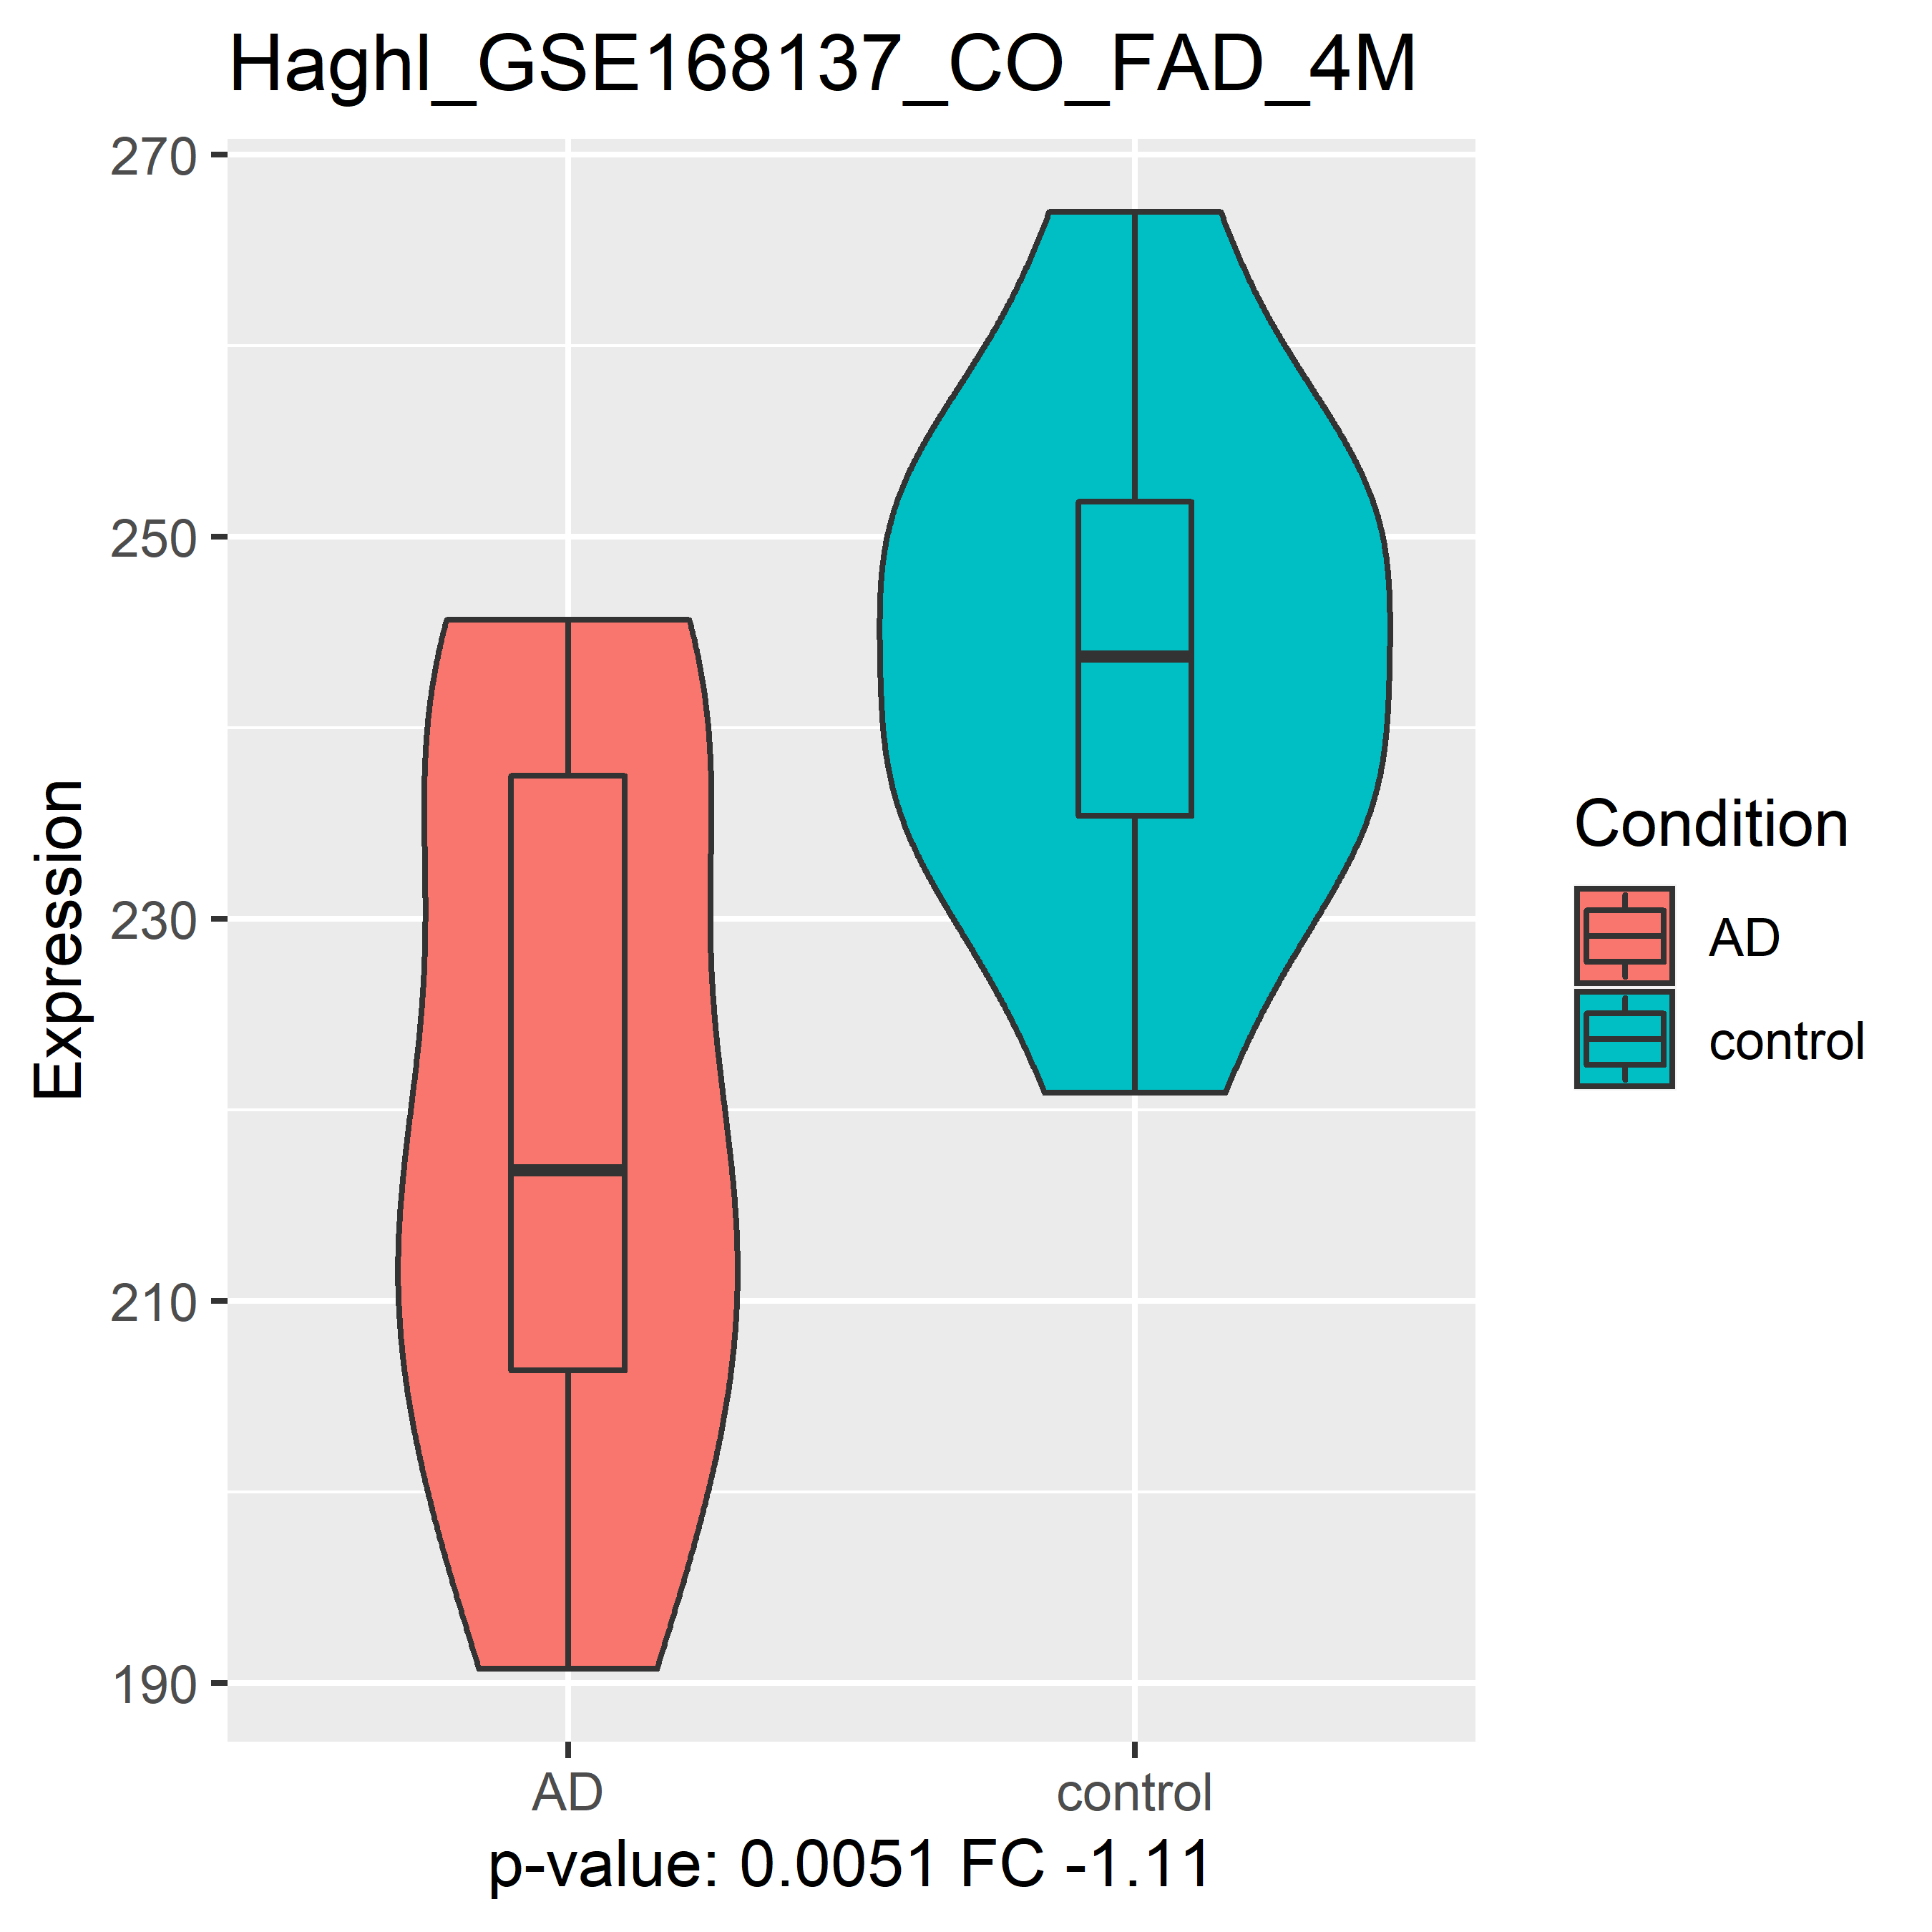 Haghl_GSE168137_CO_FAD_4M
270
250
230
210
190
Expression
AD
control
p-value: 0.0051 FC -1.11
Condition
AD
control